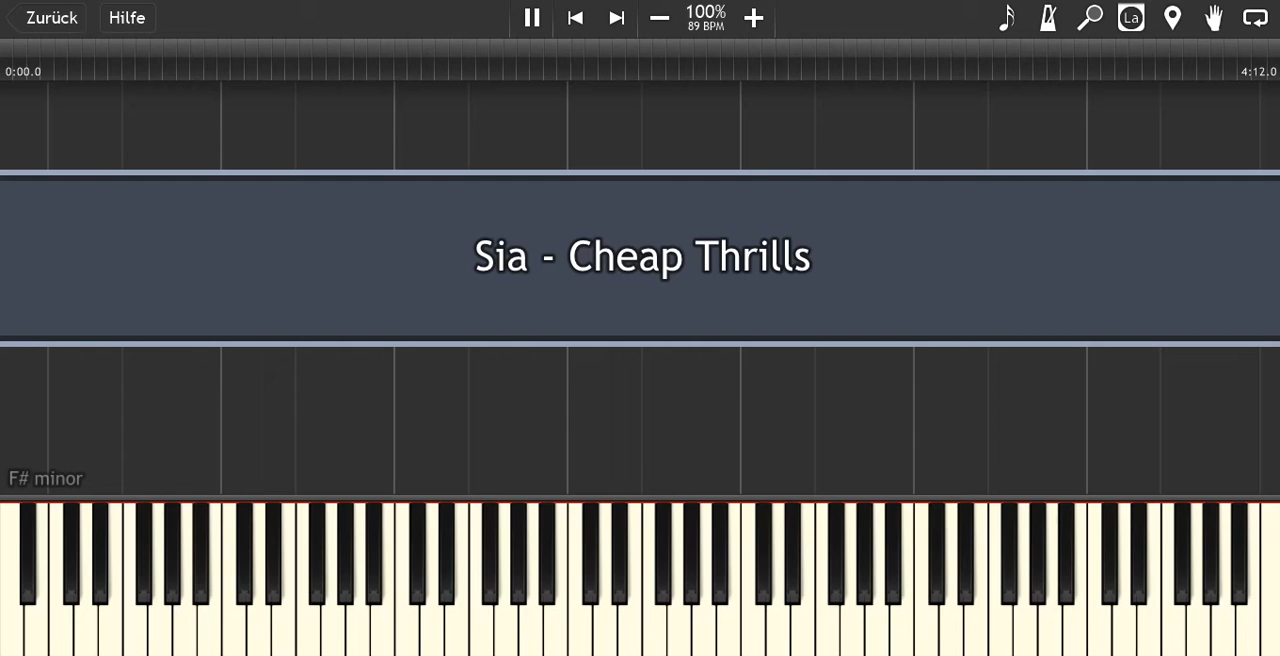 Zurück Hilfe 100%
89 BPM La
0:00.0 4:12.0
Sia - Cheap Thrills
F# minor